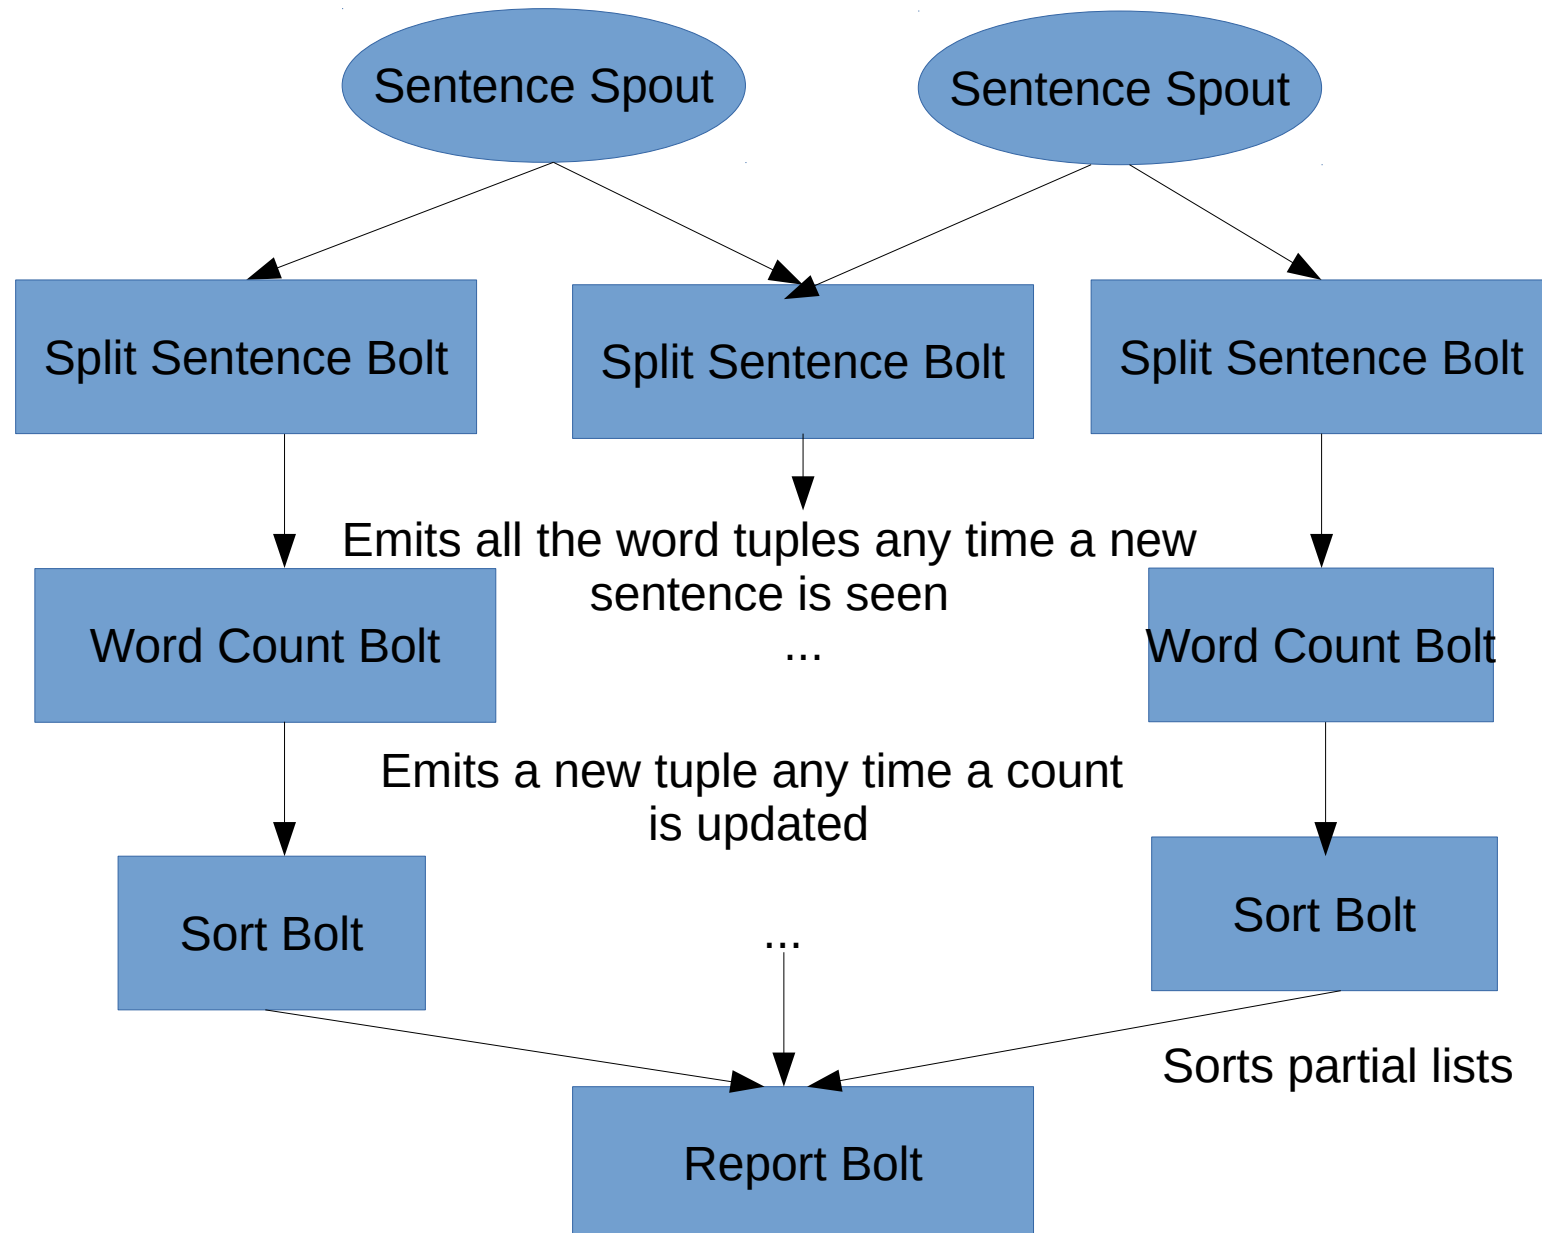 Sentence Spout
Sentence Spout
Split Sentence Bolt
Split Sentence Bolt
Split Sentence Bolt
Emits all the word tuples any time a new
sentence is seen
...
Word Count Bolt
Word Count Bolt
Emits a new tuple any time a count
is updated
Sort Bolt
...
Sort Bolt
Sorts partial lists
Report Bolt